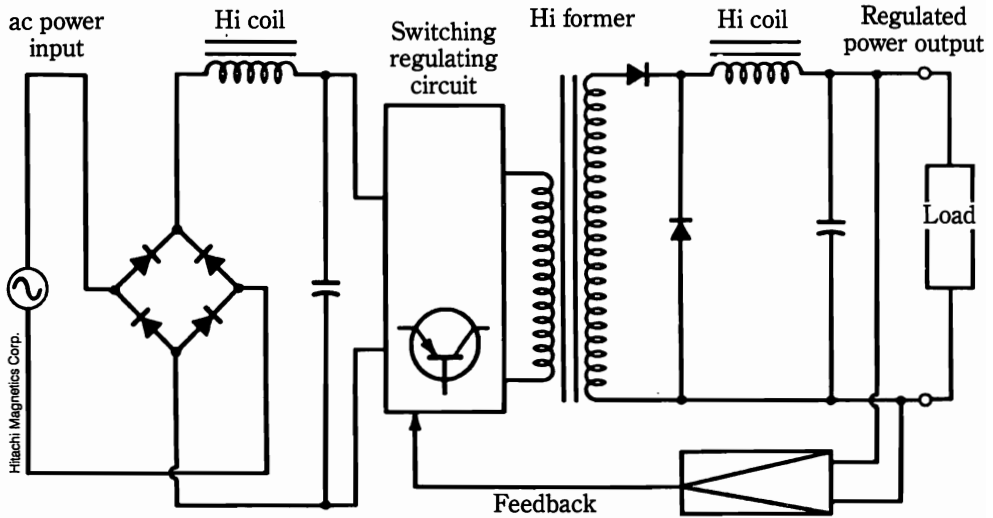 ac power
input
Hi coil
Switching
regulating
circuit
Hi former
Hi coil
Regulated
power output
Load
Hitachi Magnetics Corp.
Feedback